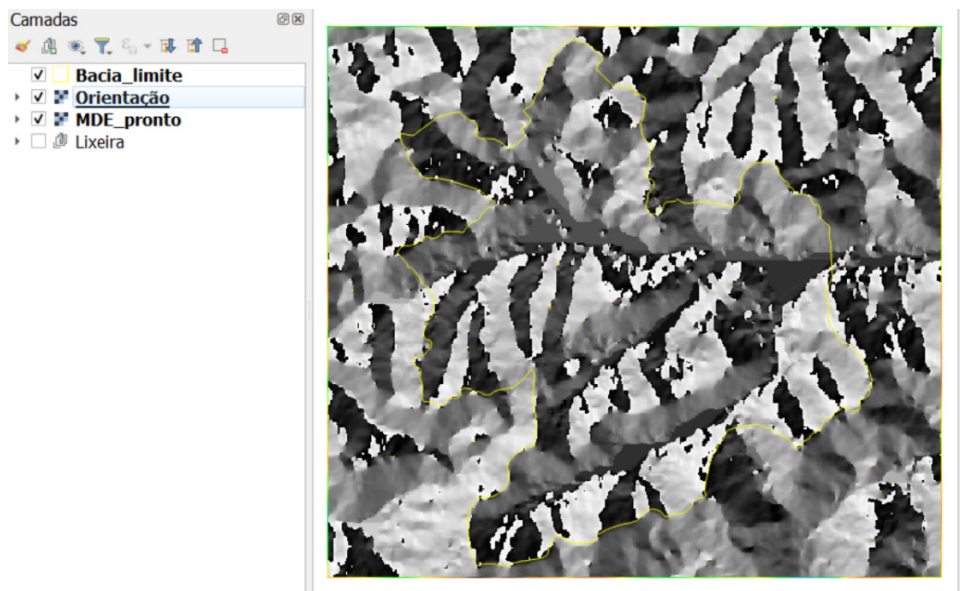 Camadas
Bacia_limite
Orientação
MDE_pronto
Lixeira